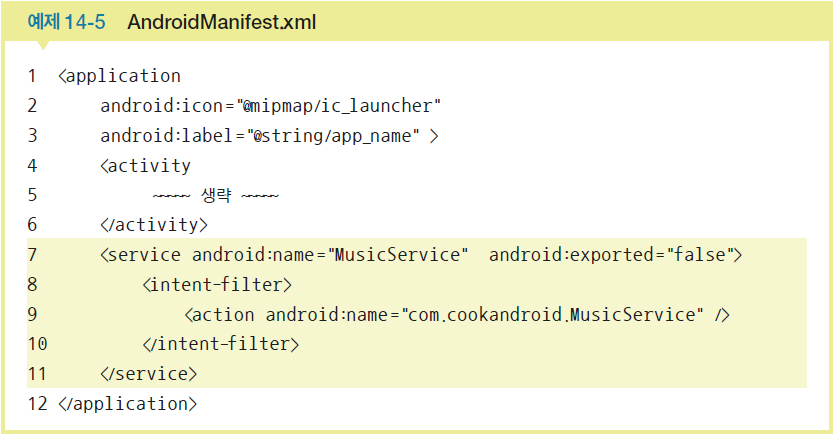 예제 14-5 AndroidManifest.xml
1 <application
2 android:icon="@mipmap/ic_launcher"
3 android:label="@string/app_name" >
4 <activity
5 ~~~~~ 생략 ~~~~~
6 </activity>
7 <service android:name="MusicService" android:exported="false">
8 <intent-filter>
9 <action android:name="com.cookandroid.MusicService" />
10 </intent-filter>
11 </service>
12 </application>